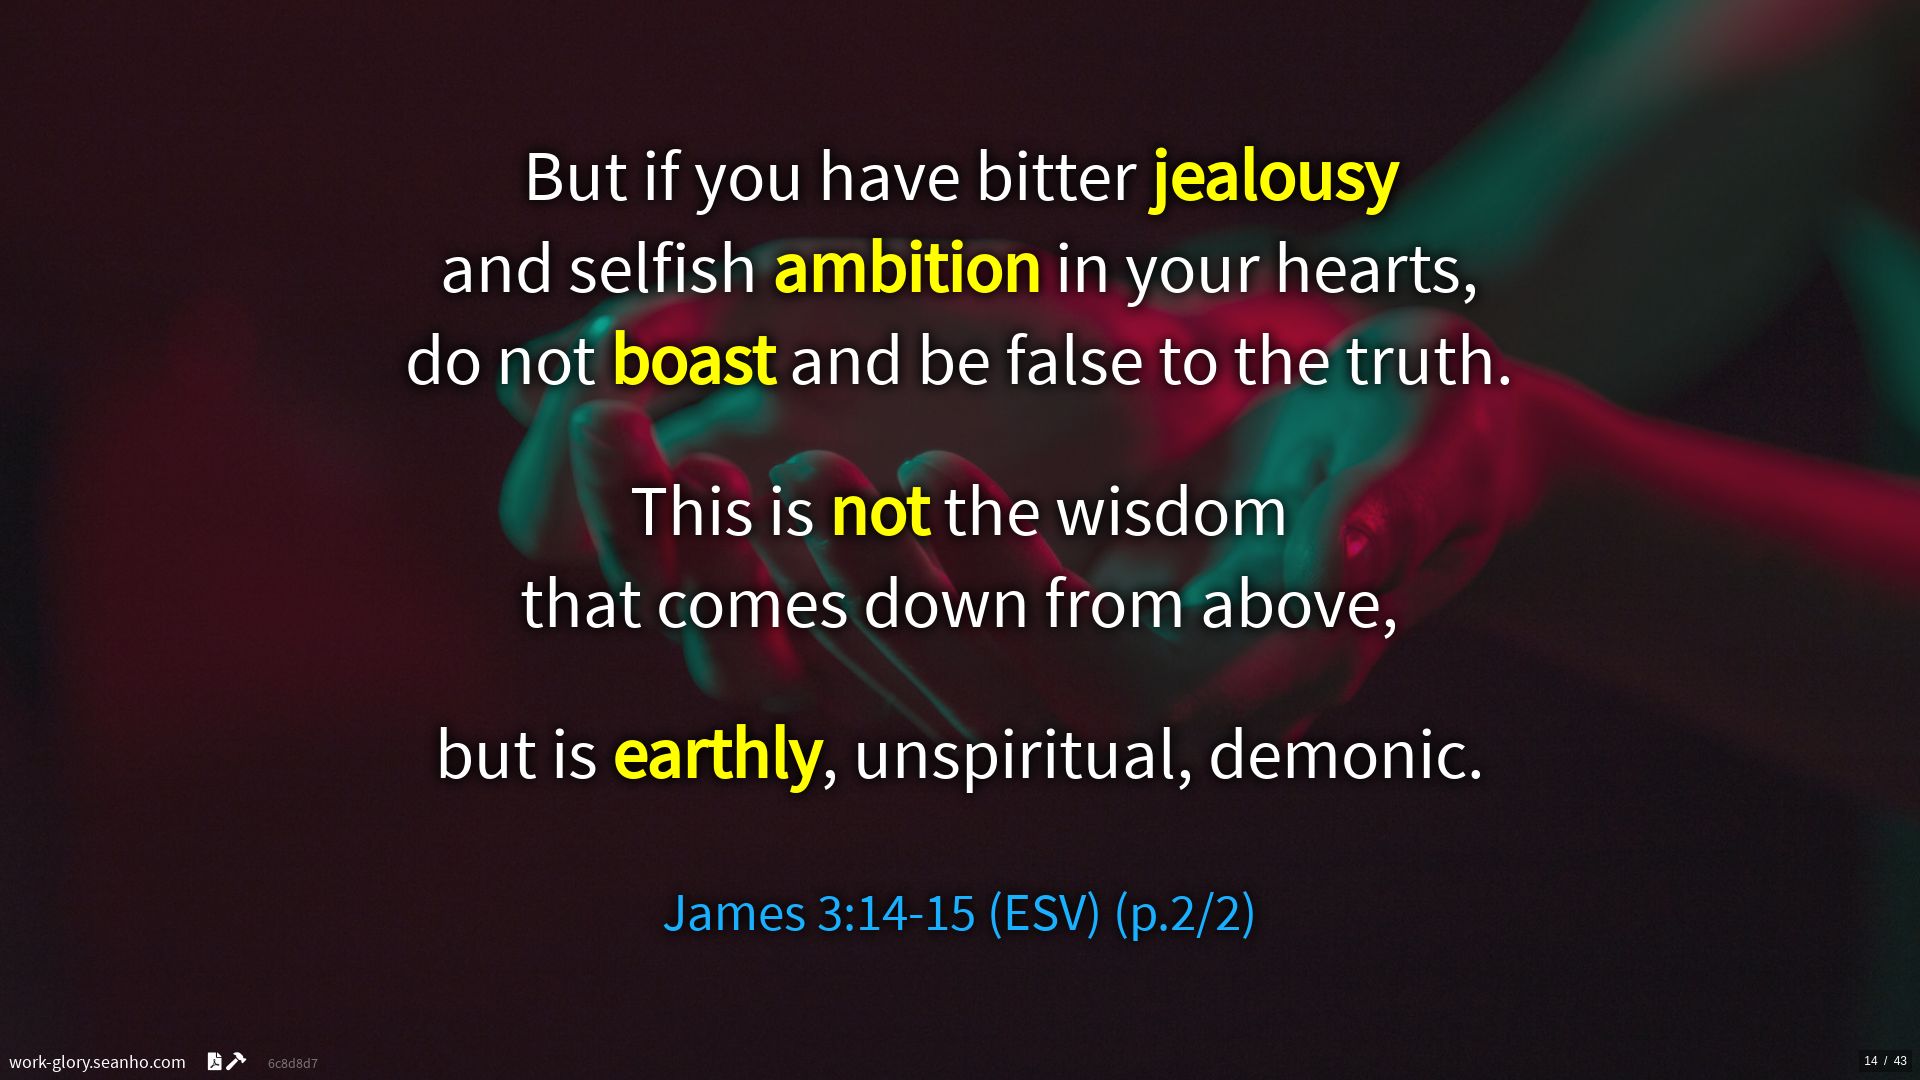 But if you have bitter jealousy
and selfish ambition in your hearts,
do not boast and be false to the truth.
This is not the wisdom
that comes down from above,
but is earthly, unspiritual, demonic.
James 3:14-15 (ESV) (p.2/2)
work-glory.seanho.com 6c8d8d7
14 / 43